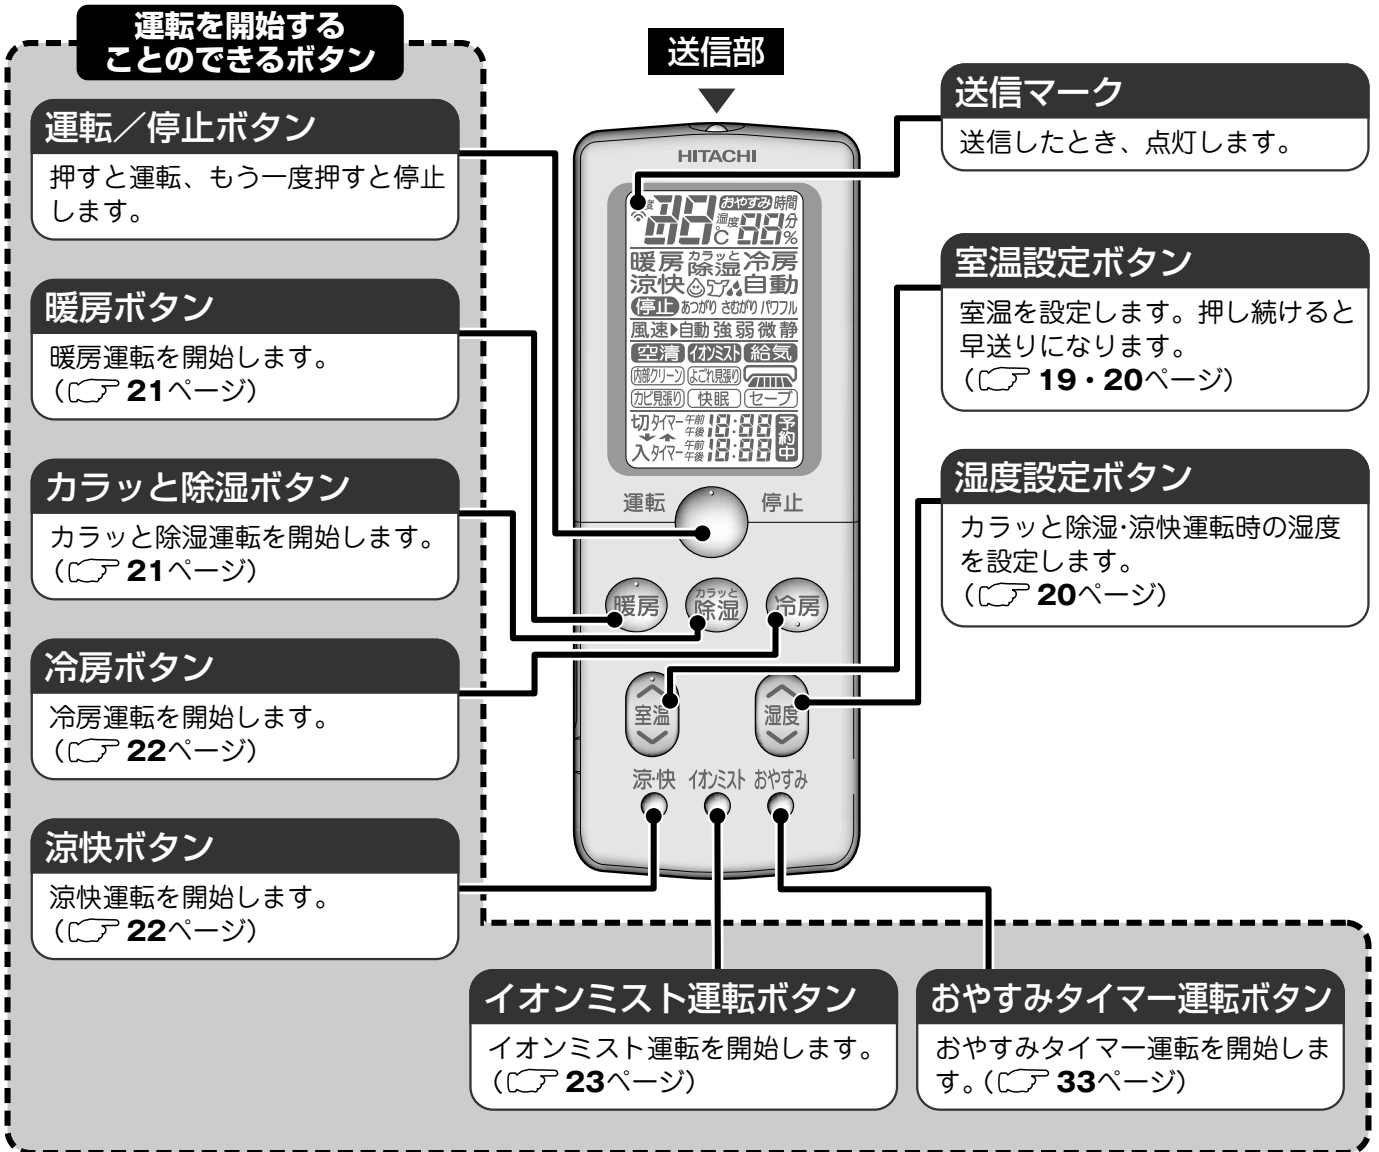 運転を開始する
ことのできるボタン
運転／停止ボタン
押すと運転、もう一度押すと停止
します。
暖房ボタン
暖房運転を開始します。
（ 21ページ）
カラッと除湿ボタン
カラッと除湿運転を開始します。
（ 21ページ）
冷房ボタン
冷房運転を開始します。
（ 22ページ）
涼快ボタン
涼快運転を開始します。
（ 22ページ）
送信部
HITACHI
度 88 ℃ おやすみ 時間
湿度 88 分 %
暖房 カラッと除湿 冷房
涼快 自動
停止 あつがり さむがり パワフル
風速 自動 強 弱 微 静
空清 イオンミスト 給気
内部クリーン よごれ見張り
カビ見張り 快眠 セーブ
切タイマー 午前 午後 18:88 予約中
入タイマー 午前 午後 18:88
運転 停止
暖房 カラッと除湿 冷房
室温 湿度
涼・快 イオンミスト おやすみ
送信マーク
送信したとき、点灯します。
室温設定ボタン
室温を設定します。押し続けると
早送りになります。
（ 19・20ページ）
湿度設定ボタン
カラッと除湿・涼快運転時の湿度
を設定します。
（ 20ページ）
イオンミスト運転ボタン
イオンミスト運転を開始します。
（ 23ページ）
おやすみタイマー運転ボタン
おやすみタイマー運転を開始しま
す。（ 33ページ）